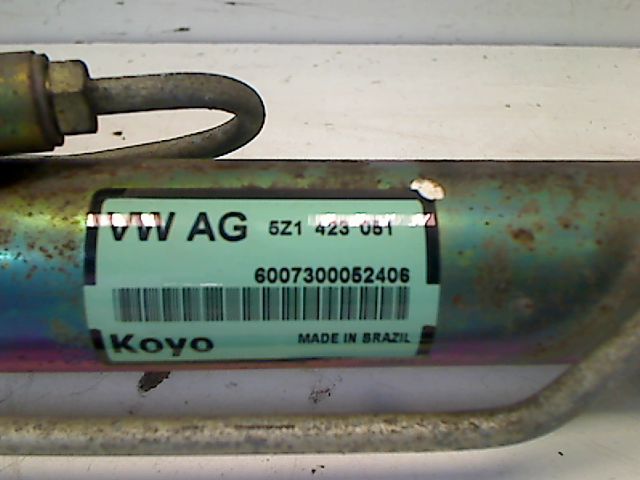 VW AG 5Z1 423 051
6007300052406
Koyo MADE IN BRAZIL